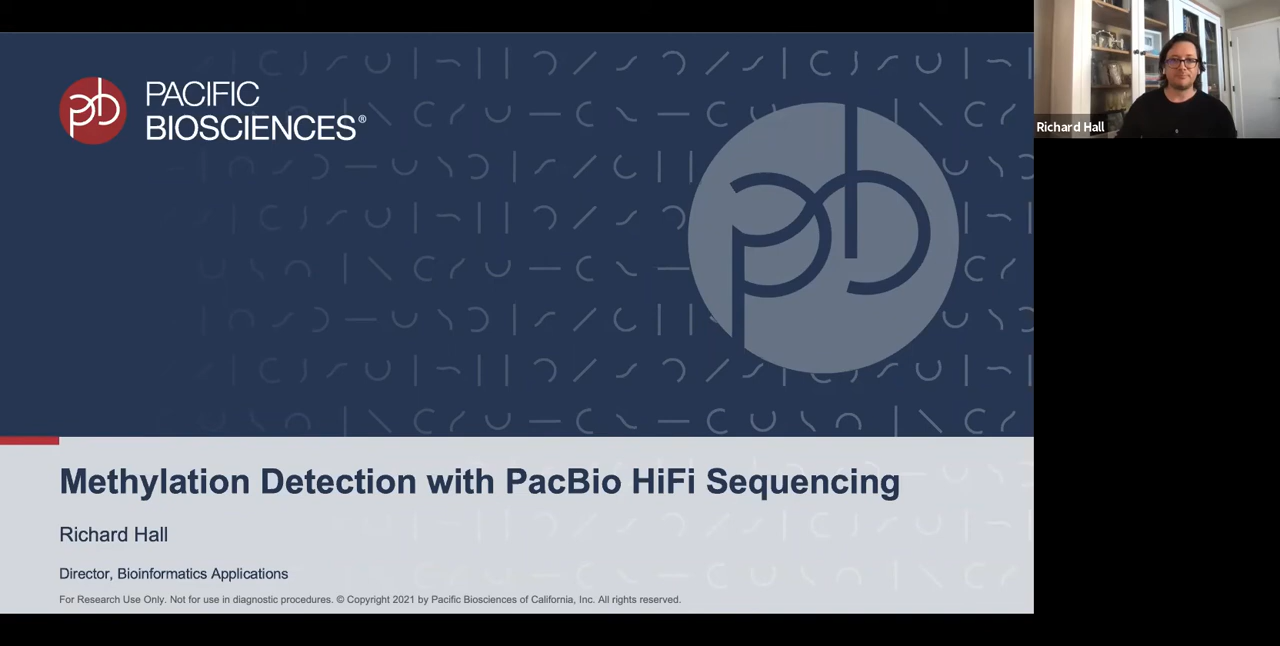 PACIFIC
BIOSCIENCES®
Richard Hall
Methylation Detection with PacBio HiFi Sequencing
Richard Hall
Director, Bioinformatics Applications
For Research Use Only. Not for use in diagnostic procedures. © Copyright 2021 by Pacific Biosciences of California, Inc. All rights reserved.